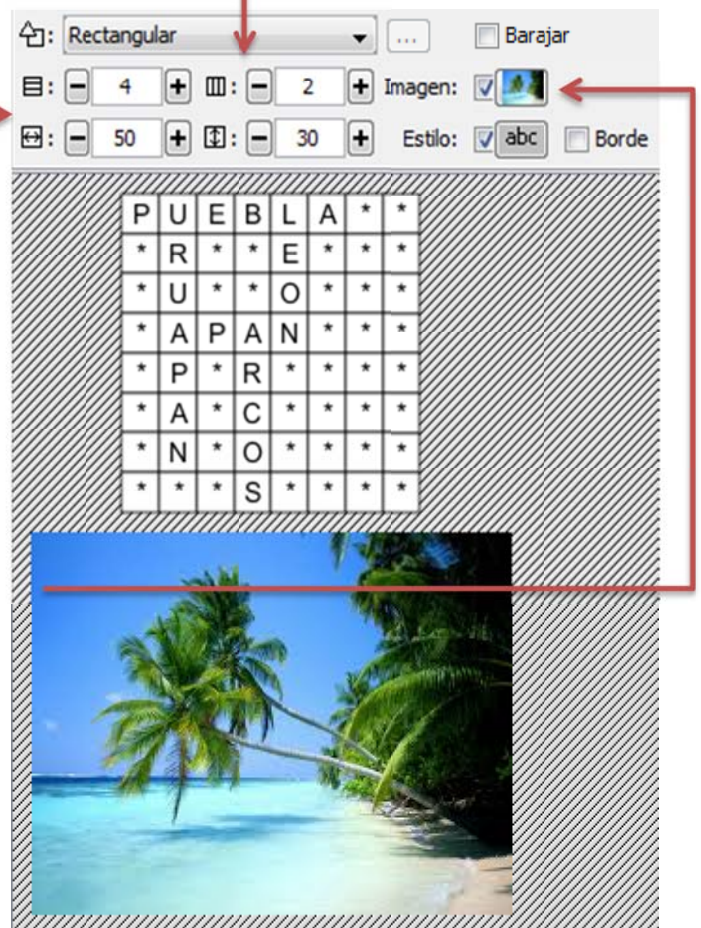 Rectangular ... Barajar
4 2 Imagen:
50 30 Estilo: abc Borde
P U E B L A * *
* R * * E * * *
* U * * O * * *
* A P A N * * *
* P * R * * * *
* A * C * * * *
* N * O * * * *
* * * S * * * *